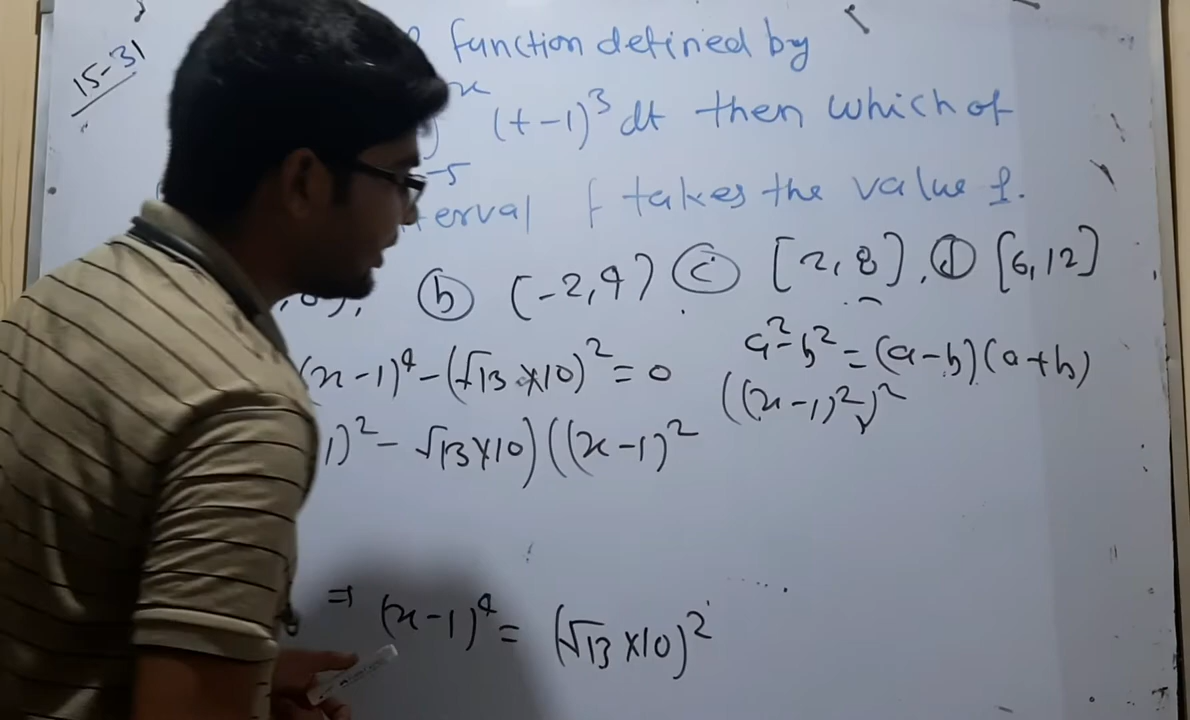 15-31
function defined by
x
(t-1)³ dt then which of
-5
erval f takes the value 1.
(b) (-2,4) (c) [2,8], (d) [6,12]
(x-1)⁴-(√13×10)²=0
a²-b²=(a-b)(a+b)
((x-1)²)²
1)²-√13×10)((x-1)²
⇒ (x-1)⁴=(√13×10)²